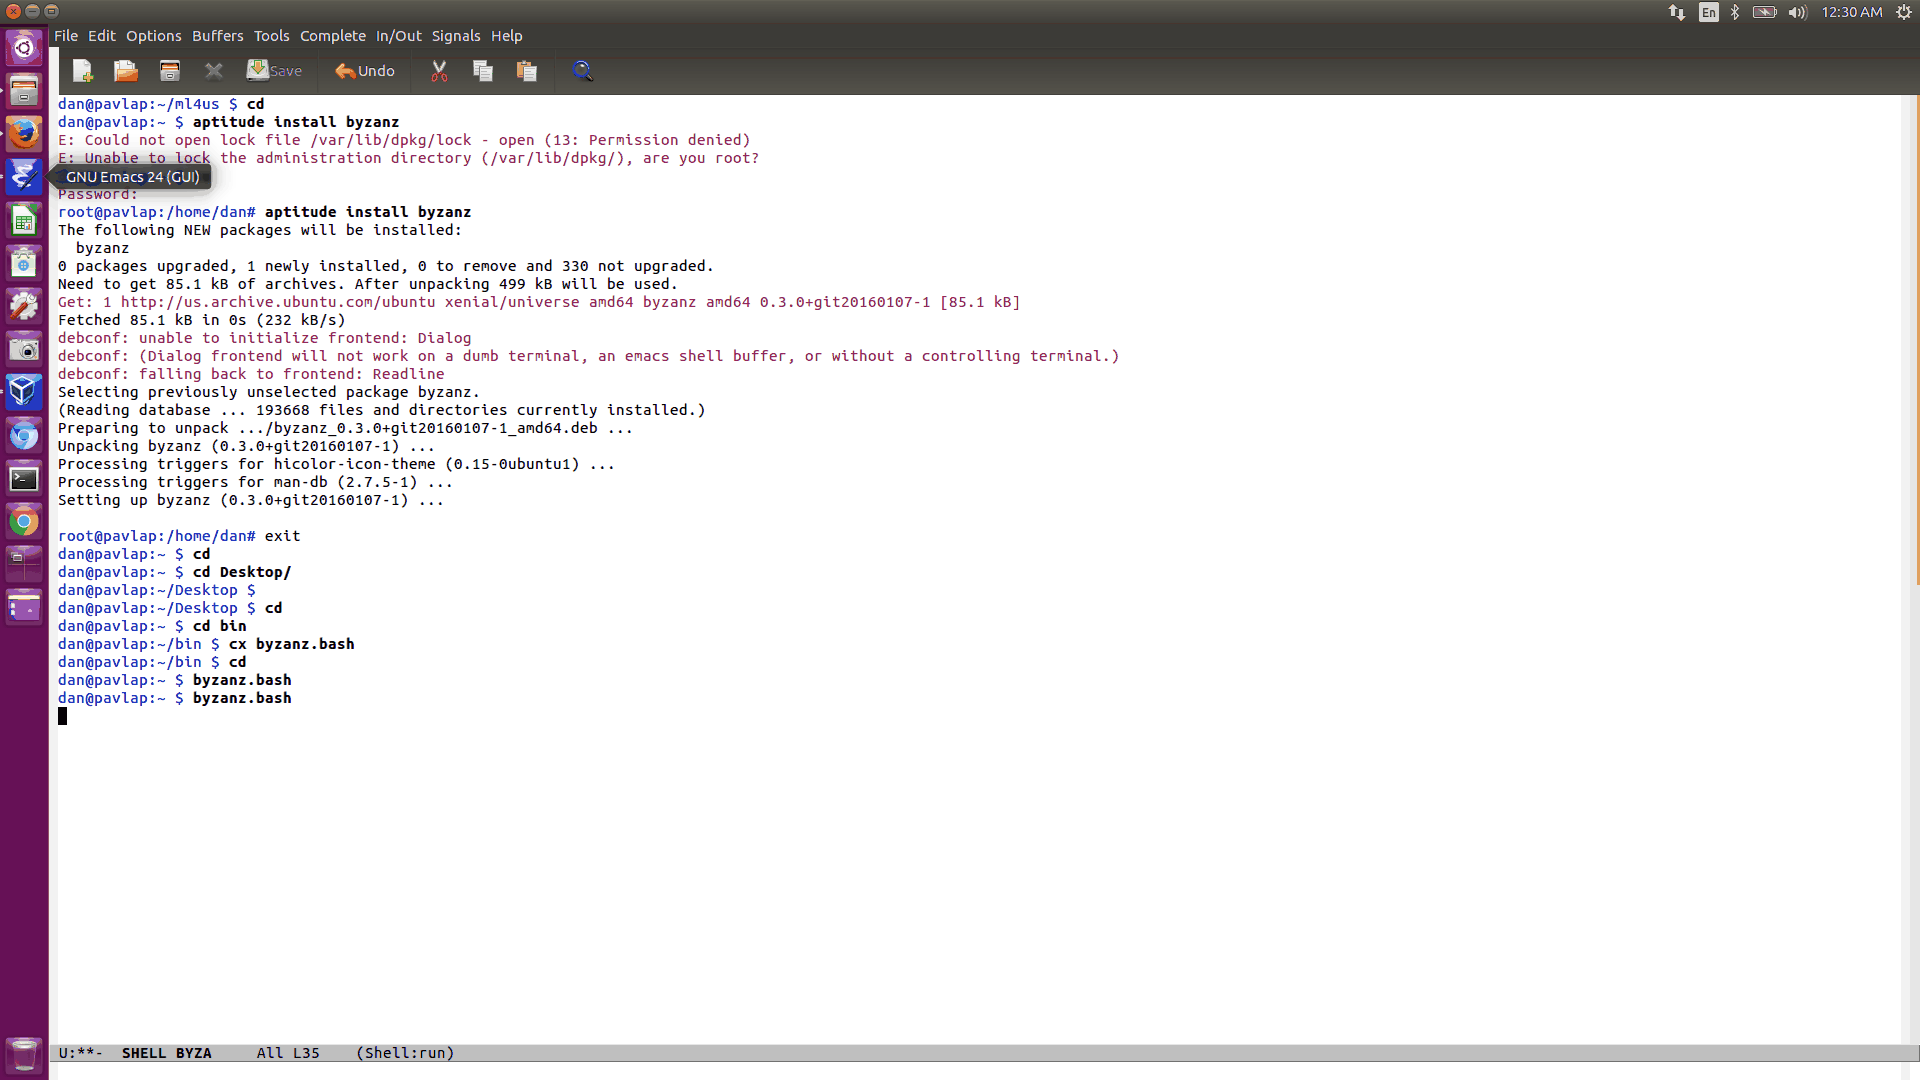 En 12:30 AM
File Edit Options Buffers Tools Complete In/Out Signals Help
Save Undo
dan@pavlap:~/ml4us $ cd
dan@pavlap:~ $ aptitude install byzanz
E: Could not open lock file /var/lib/dpkg/lock - open (13: Permission denied)
E: Unable to lock the administration directory (/var/lib/dpkg/), are you root?
GNU Emacs 24 (GUI)
Password:
root@pavlap:/home/dan# aptitude install byzanz
The following NEW packages will be installed:
  byzanz
0 packages upgraded, 1 newly installed, 0 to remove and 330 not upgraded.
Need to get 85.1 kB of archives. After unpacking 499 kB will be used.
Get: 1 http://us.archive.ubuntu.com/ubuntu xenial/universe amd64 byzanz amd64 0.3.0+git20160107-1 [85.1 kB]
Fetched 85.1 kB in 0s (232 kB/s)
debconf: unable to initialize frontend: Dialog
debconf: (Dialog frontend will not work on a dumb terminal, an emacs shell buffer, or without a controlling terminal.)
debconf: falling back to frontend: Readline
Selecting previously unselected package byzanz.
(Reading database ... 193668 files and directories currently installed.)
Preparing to unpack .../byzanz_0.3.0+git20160107-1_amd64.deb ...
Unpacking byzanz (0.3.0+git20160107-1) ...
Processing triggers for hicolor-icon-theme (0.15-0ubuntu1) ...
Processing triggers for man-db (2.7.5-1) ...
Setting up byzanz (0.3.0+git20160107-1) ...
root@pavlap:/home/dan# exit
dan@pavlap:~ $ cd
dan@pavlap:~ $ cd Desktop/
dan@pavlap:~/Desktop $
dan@pavlap:~/Desktop $ cd
dan@pavlap:~ $ cd bin
dan@pavlap:~/bin $ cx byzanz.bash
dan@pavlap:~/bin $ cd
dan@pavlap:~ $ byzanz.bash
dan@pavlap:~ $ byzanz.bash
U:**-  SHELL BYZA     All L35    (Shell:run)